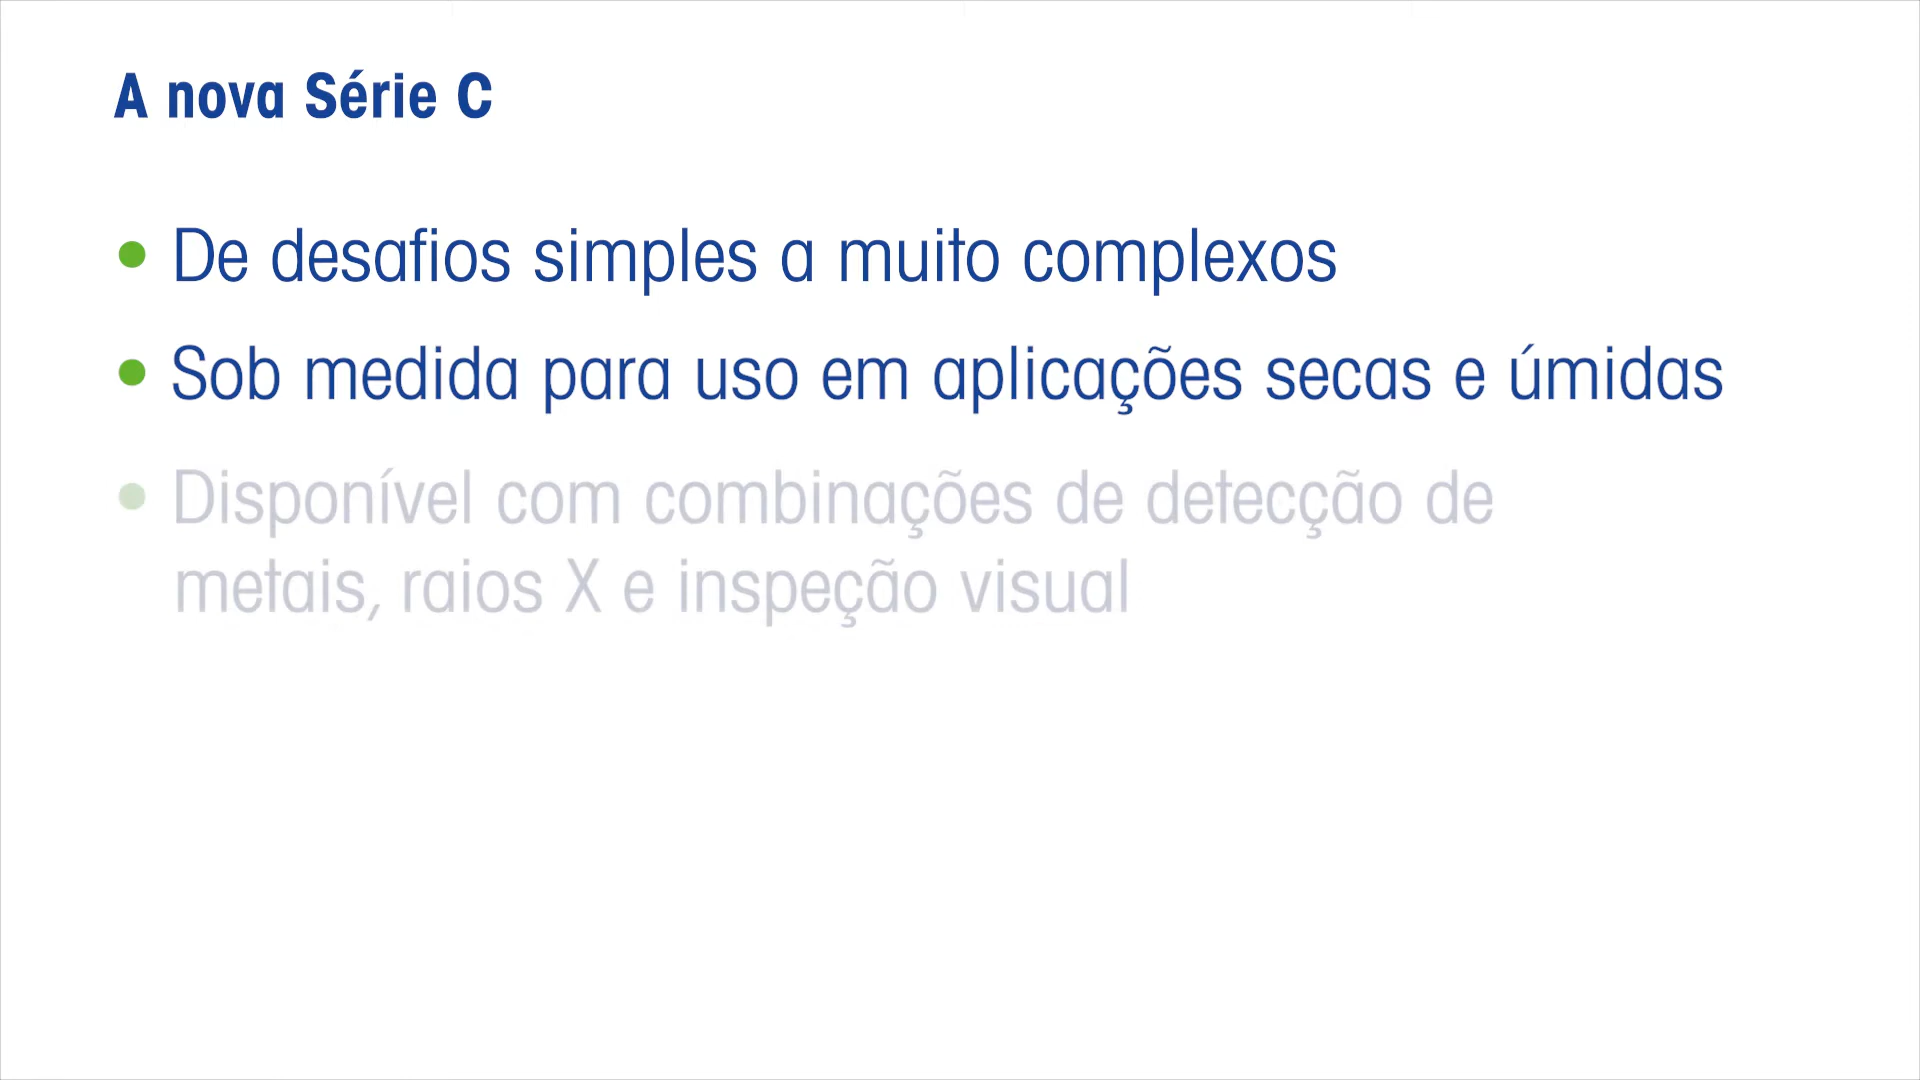 A nova Série C
• De desafios simples a muito complexos
• Sob medida para uso em aplicações secas e úmidas
• Disponível com combinações de detecção de
metais, raios X e inspeção visual